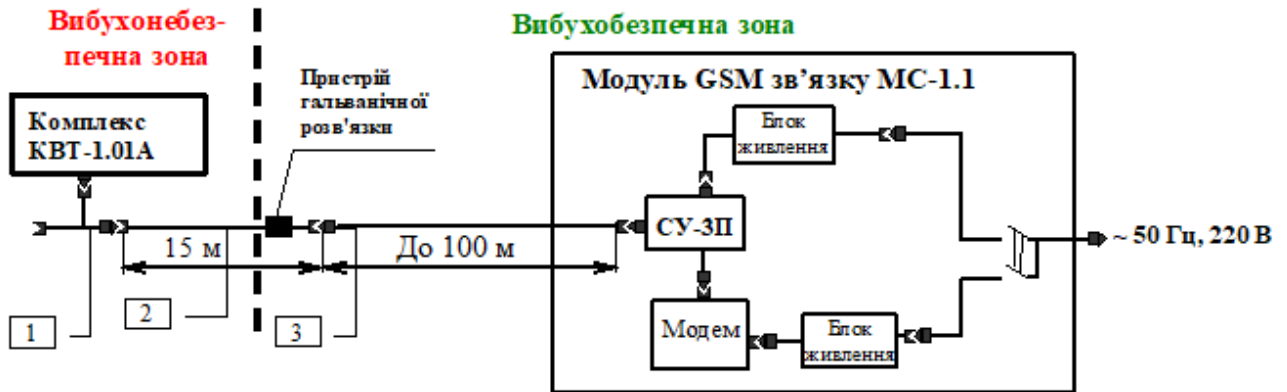 Вибухонебез-
печна зона
Вибухобезпечна зона
Комплекс
КВТ-1.01А
Пристрій
гальванічної
розв'язки
Модуль GSM зв’язку МС-1.1
Блок
живлення
СУ-ЗП
~ 50 Гц, 220 В
15 м
До 100 м
1
2
3
Модем
Блок
живлення